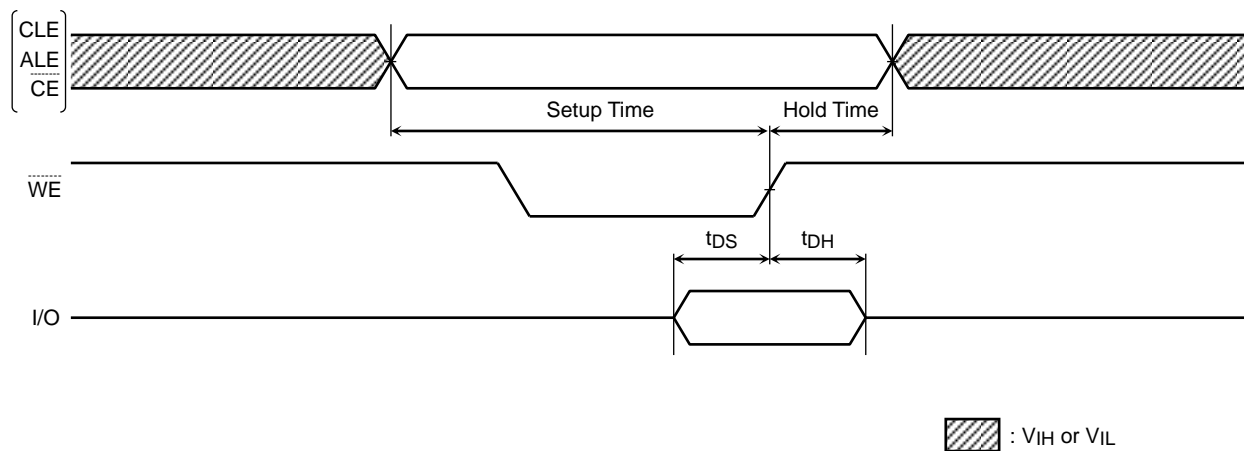 CLE
ALE
CE
Setup Time
Hold Time
WE
tDS
tDH
I/O
: VIH or VIL